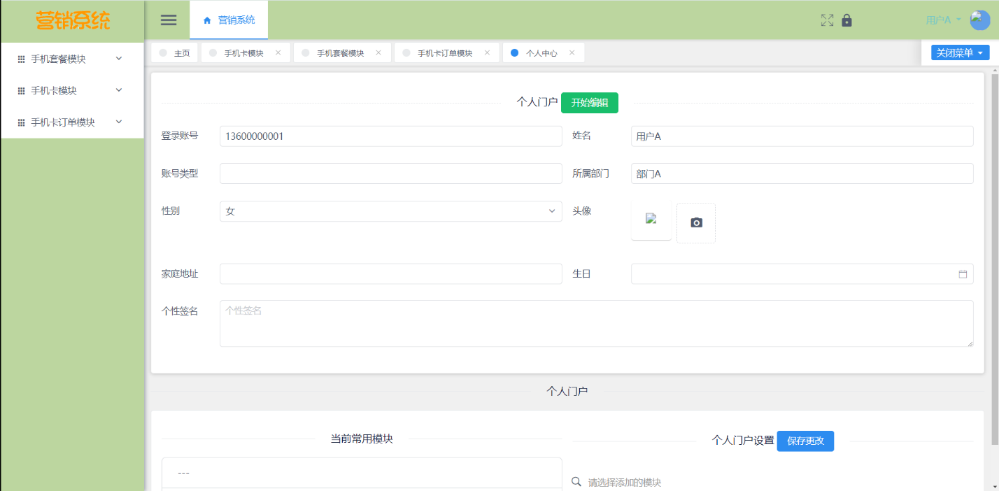 营销系统
营销系统
用户A
手机套餐模块
手机卡模块
手机卡订单模块
主页
手机卡模块
手机套餐模块
手机卡订单模块
个人中心
关闭菜单
个人门户 开始编辑
登录账号 13600000001 姓名 用户A
账号类型 所属部门 部门A
性别 女 头像
家庭地址 生日
个性签名 个性签名
个人门户
当前常用模块
---
个人门户设置 保存更改
请选择添加的模块